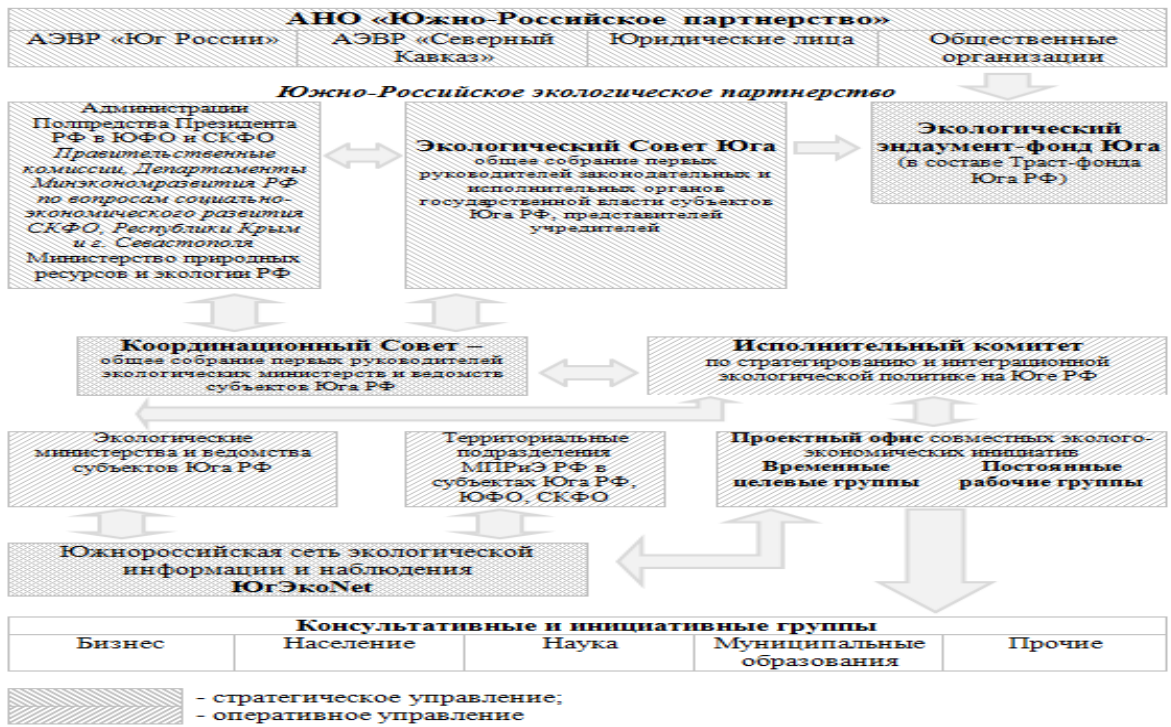 АНО «Южно-Российское партнерство»
АЭВР «Юг России»
АЭВР «Северный
Кавказ»
Юридические лица
Общественные
организации
Южно-Российское экологическое партнерство
Администрации
Полпредства Президента
РФ в ЮФО и СКФО
Правительственные
комиссии, Департаменты
Минэкономразвития РФ
по вопросам социально-
экономического развития
СКФО, Республики Крым
и г. Севастополя
Министерство природных
ресурсов и экологии РФ
Экологический Совет Юга
общее собрание первых
руководителей законодательных и
исполнительных органов
государственной власти субъектов
Юга РФ, представителей
учредителей
Экологический
эндаумент-фонд Юга
(в составе Траст-фонда
Юга РФ)
Координационный Совет –
общее собрание первых руководителей
экологических министерств и ведомств
субъектов Юга РФ
Исполнительный комитет
по стратегированию и интеграционной
экологической политике на Юге РФ
Экологические
министерства и ведомства
субъектов Юга РФ
Территориальные
подразделения
МПРиЭ РФ в
субъектах Юга РФ,
ЮФО, СКФО
Проектный офис совместных эколого-
экономических инициатив
Временные
целевые группы
Постоянные
рабочие группы
Южнороссийская сеть экологической
информации и наблюдения
ЮгЭкоNet
Консультативные и инициативные группы
Бизнес
Население
Наука
Муниципальные
образования
Прочие
- стратегическое управление;
- оперативное управление